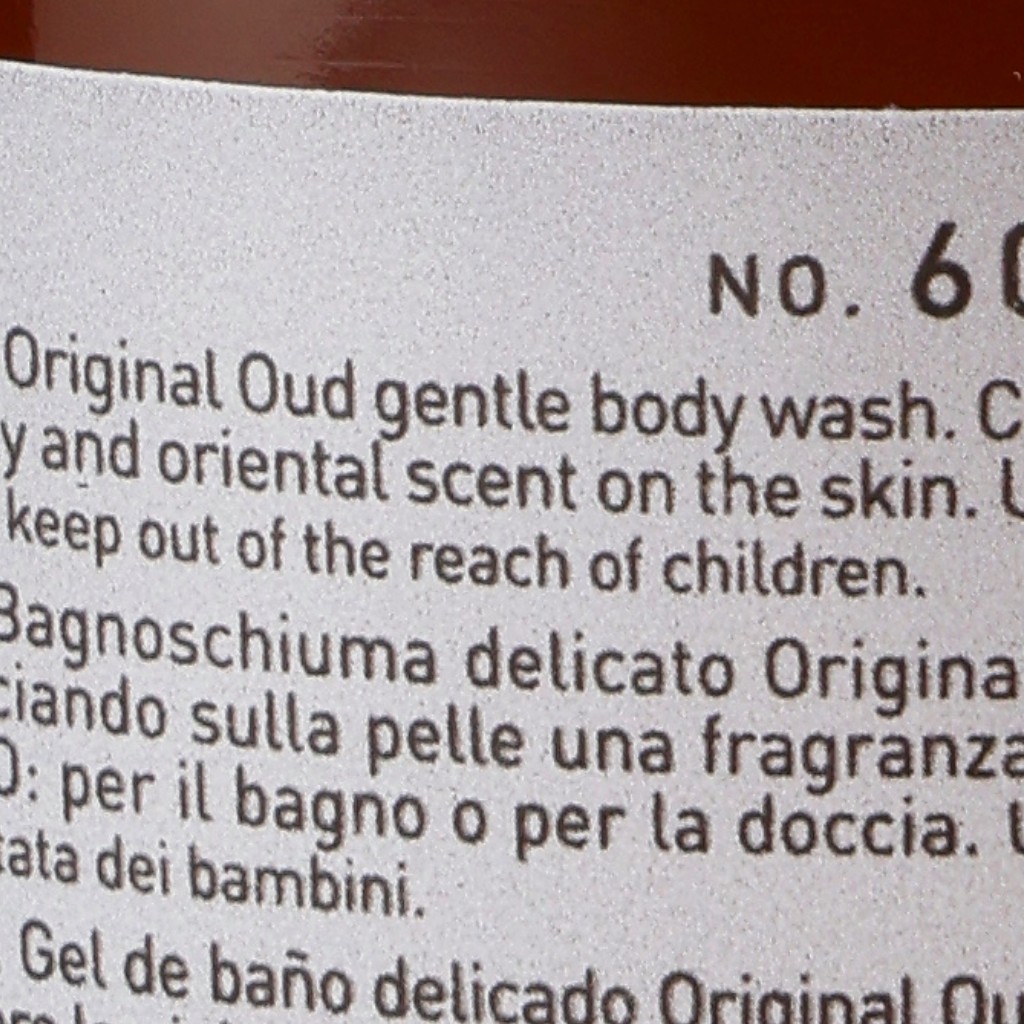 NO. 60
Original Oud gentle body wash. C
y and oriental scent on the skin. U
keep out of the reach of children.
Bagnoschiuma delicato Origina
ciando sulla pelle una fragranza
O: per il bagno o per la doccia. U
tata dei bambini.
Gel de baño delicado Original Ou